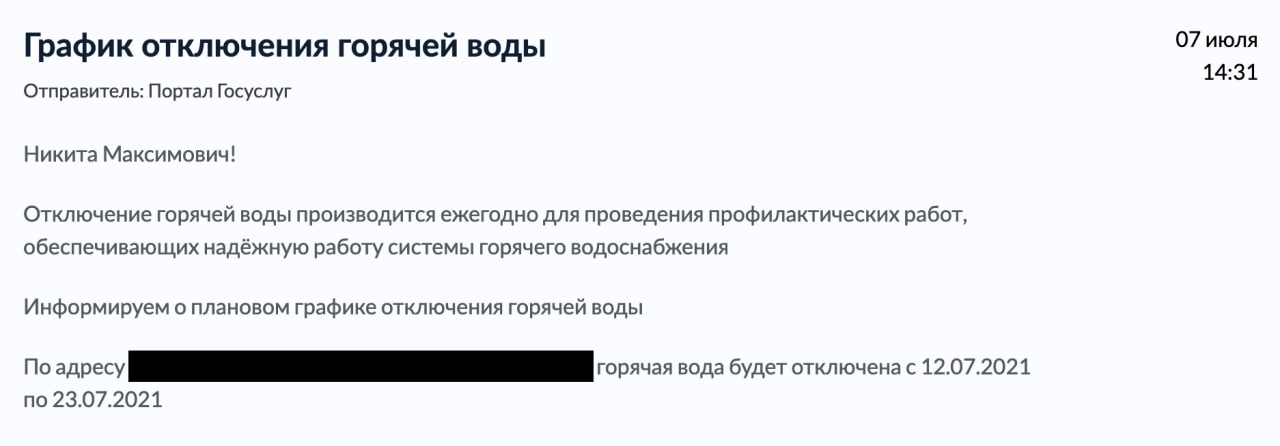 График отключения горячей воды
07 июля
14:31
Отправитель: Портал Госуслуг
Никита Максимович!
Отключение горячей воды производится ежегодно для проведения профилактических работ,
обеспечивающих надёжную работу системы горячего водоснабжения
Информируем о плановом графике отключения горячей воды
По адресу горячая вода будет отключена с 12.07.2021
по 23.07.2021